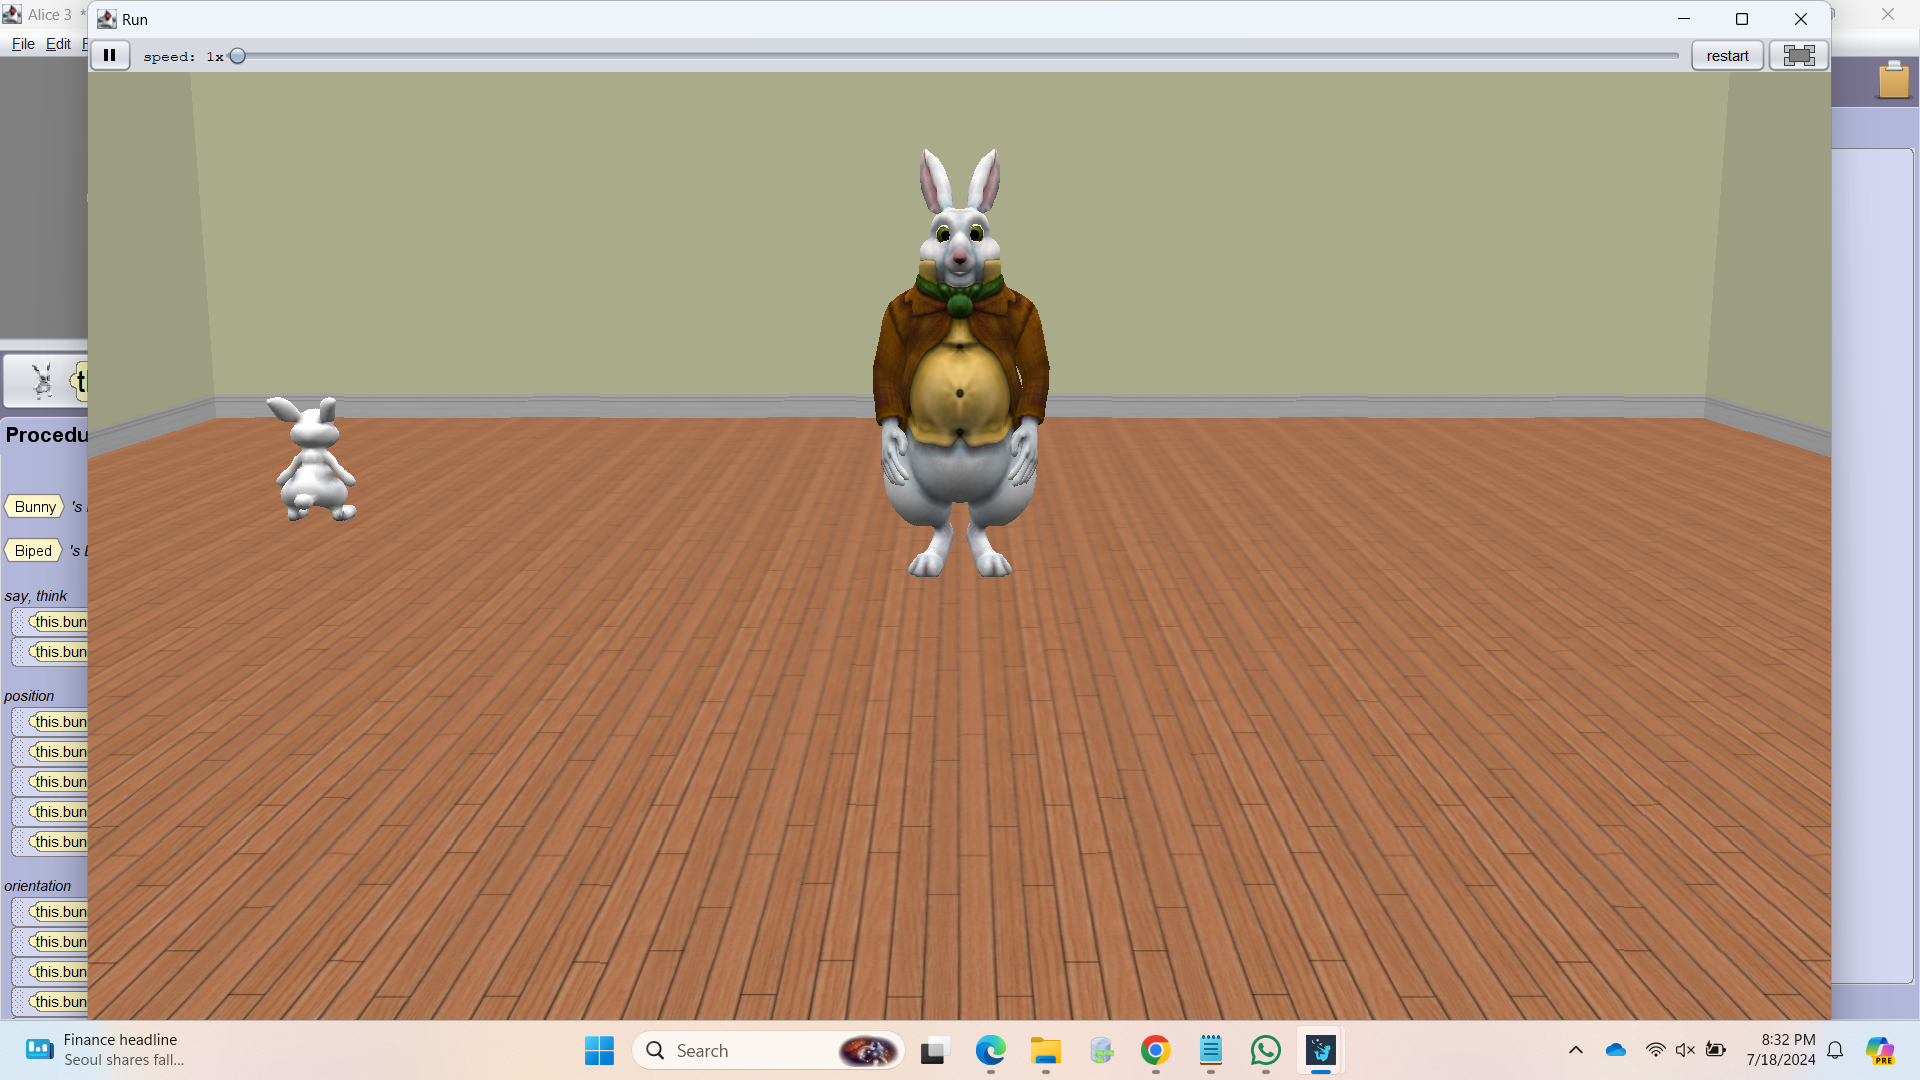 Alice 3 *
Run
File Edit
speed: 1x
restart
Procedu
Bunny 's
Biped 's
say, think
this.bun
this.bun
position
this.bun
this.bun
this.bun
this.bun
this.bun
orientation
this.bun
this.bun
this.bun
this.bun
Finance headline
Seoul shares fall...
Search
8:32 PM
7/18/2024
PRE